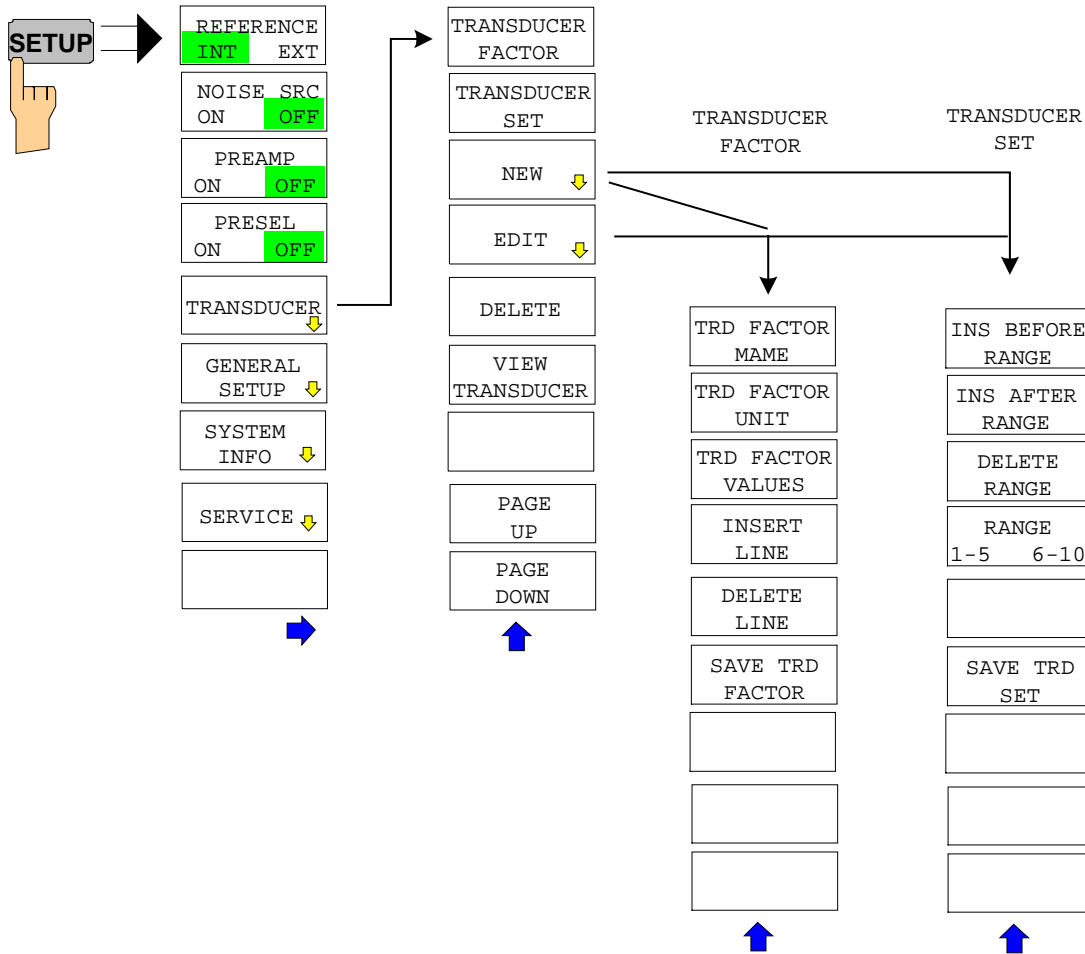 SETUP
REFERENCE
INT EXT
NOISE SRC
ON OFF
PREAMP
ON OFF
PRESEL
ON OFF
TRANSDUCER
GENERAL
SETUP
SYSTEM
INFO
SERVICE
TRANSDUCER
FACTOR
TRANSDUCER
SET
NEW
EDIT
DELETE
VIEW
TRANSDUCER
PAGE
UP
PAGE
DOWN
TRANSDUCER
FACTOR
TRD FACTOR
MAME
TRD FACTOR
UNIT
TRD FACTOR
VALUES
INSERT
LINE
DELETE
LINE
SAVE TRD
FACTOR
TRANSDUCER
SET
INS BEFORE
RANGE
INS AFTER
RANGE
DELETE
RANGE
RANGE
1-5 6-10
SAVE TRD
SET